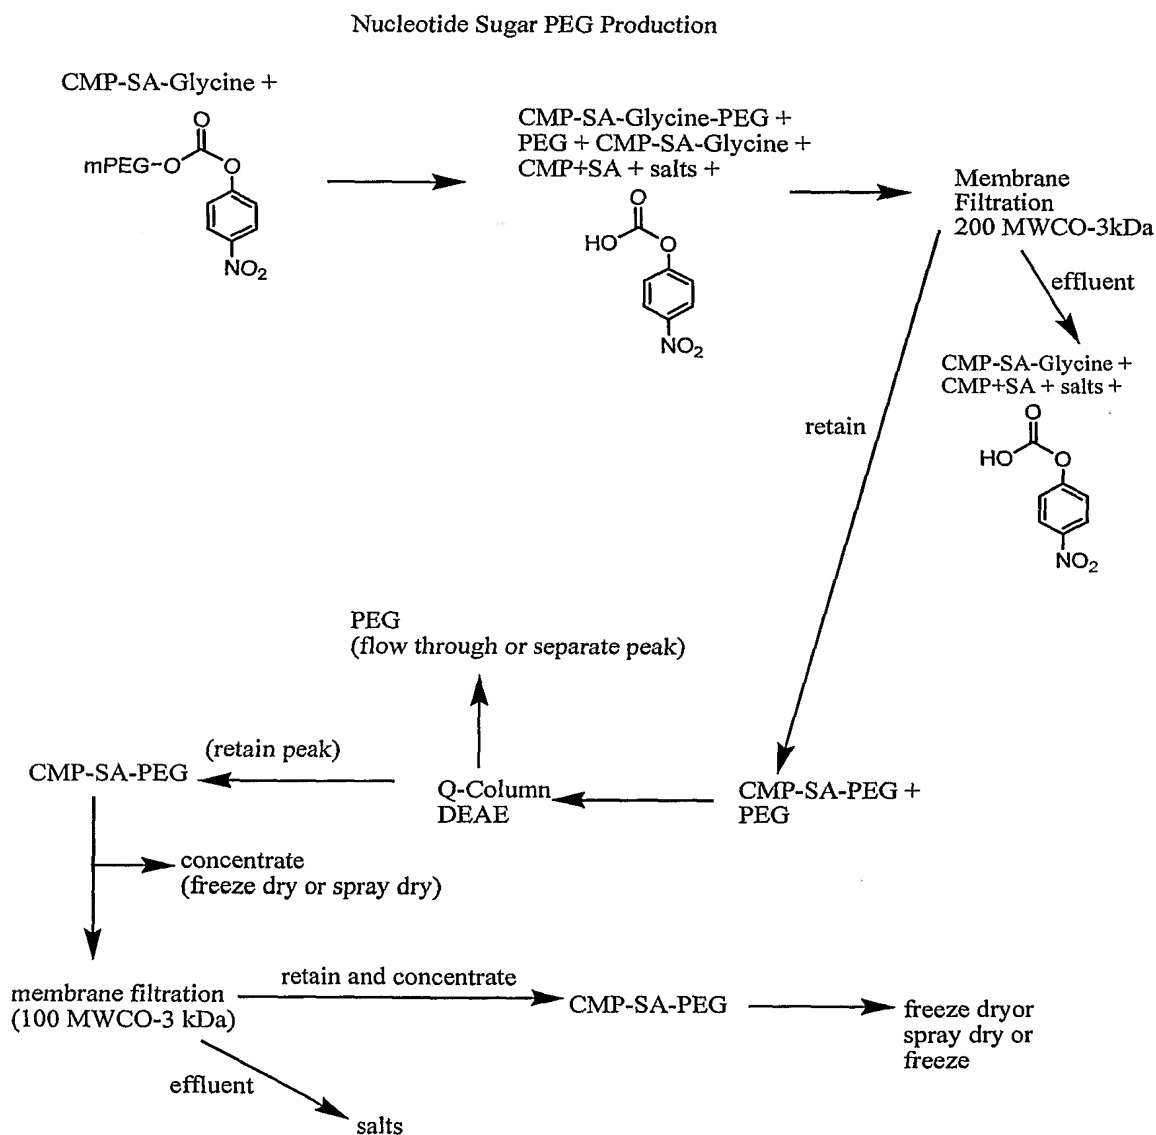 Nucleotide Sugar PEG Production
CMP-SA-Glycine +
O
mPEG-O
O
NO2
CMP-SA-Glycine-PEG +
PEG + CMP-SA-Glycine +
CMP+SA + salts +
O
HO
O
NO2
Membrane
Filtration
200 MWCO-3kDa
effluent
CMP-SA-Glycine +
CMP+SA + salts +
O
HO
O
NO2
retain
PEG
(flow through or separate peak)
(retain peak)
CMP-SA-PEG
Q-Column
DEAE
CMP-SA-PEG +
PEG
concentrate
(freeze dry or spray dry)
membrane filtration
(100 MWCO-3 kDa)
retain and concentrate
CMP-SA-PEG
freeze dryor
spray dry or
freeze
effluent
salts